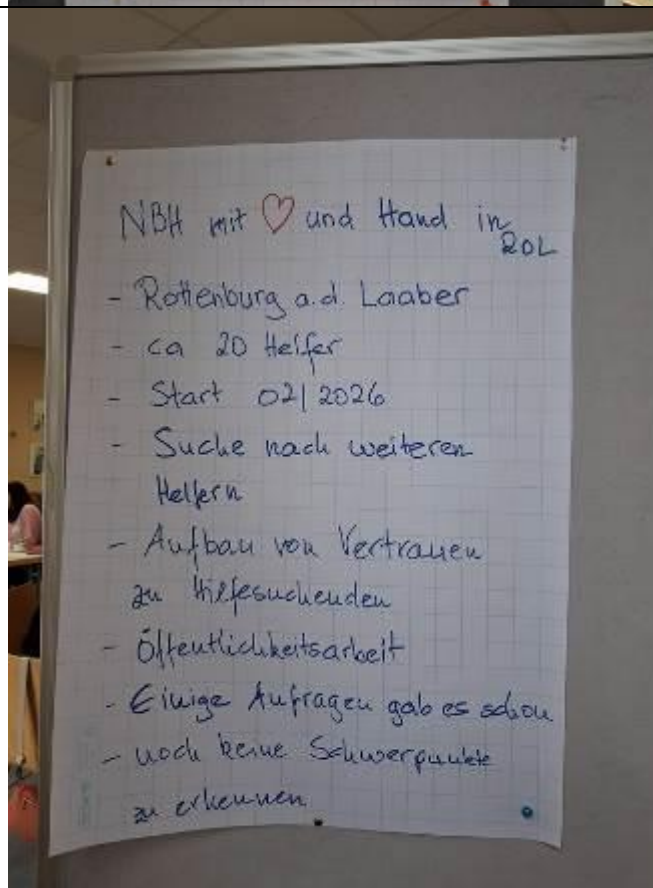 NBH mit ♡ und Hand in
ROL
- Rottenburg a.d. Laaber
- ca 20 Helfer
- Start 02/2026
- Suche nach weiteren
Helfern
- Aufbau von Vertrauen
zu Hilfesuchenden
- Öffentlichkeitsarbeit
- Einige Anfragen gab es schon
- noch keine Schwerpunkte
zu erkennen